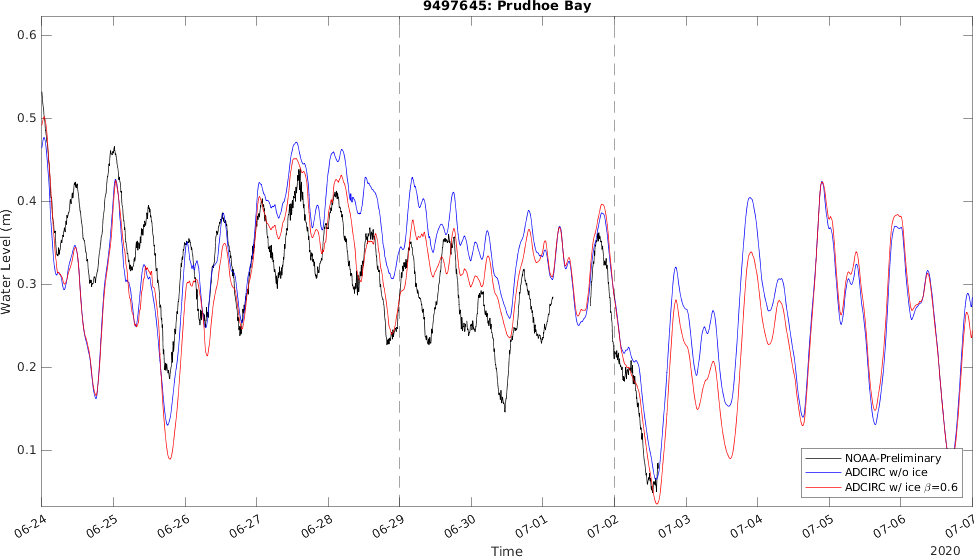 9497645: Prudhoe Bay
0.6
0.5
0.4
0.3
0.2
0.1
Water Level (m)
NOAA-Preliminary
ADCIRC w/o ice
ADCIRC w/ ice β=0.6
06-24 06-25 06-26 06-27 06-28 06-29 06-30 07-01 07-02 07-03 07-04 07-05 07-06 07-0
Time
2020